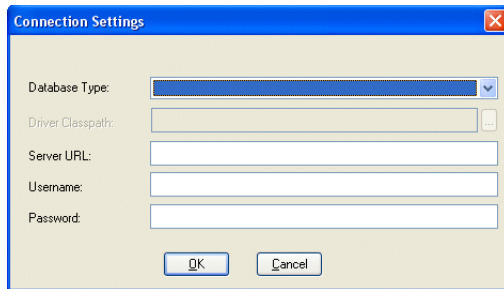 Connection Settings
Database Type:
Driver Classpath:
...
Server URL:
Username:
Password:
OK Cancel